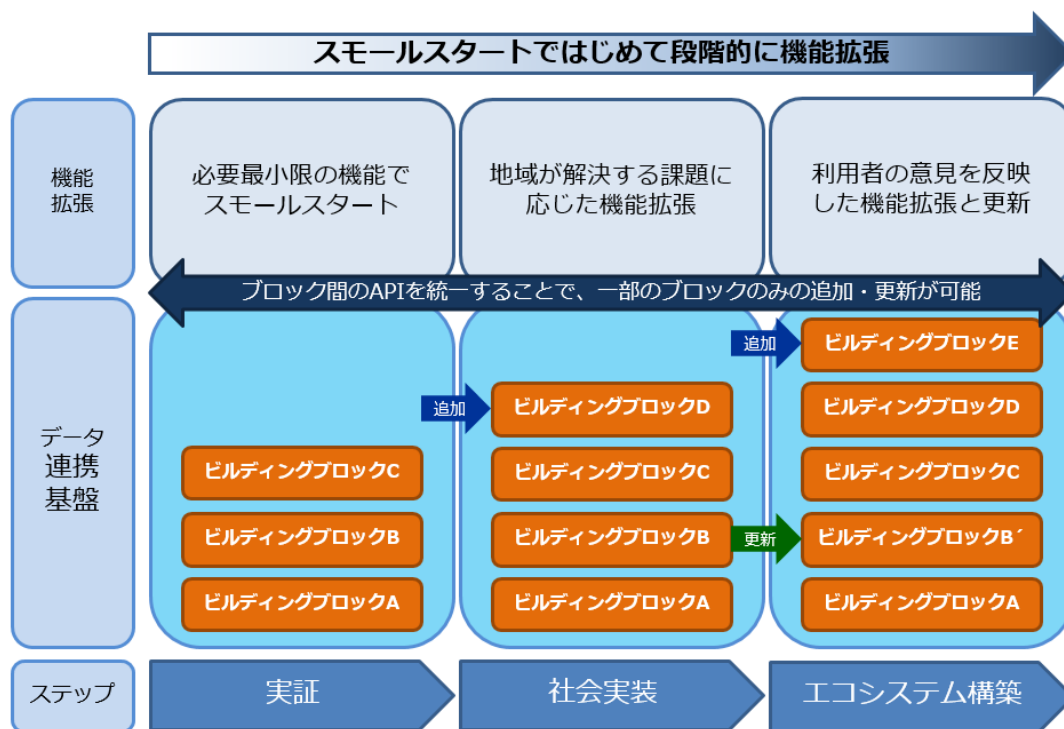 スモールスタートではじめて段階的に機能拡張
機能
拡張
必要最小限の機能で
スモールスタート
地域が解決する課題に
応じた機能拡張
利用者の意見を反映
した機能拡張と更新
ブロック間のAPIを統一することで、一部のブロックのみの追加・更新が可能
データ
連携
基盤
ビルディングブロックC
ビルディングブロックB
ビルディングブロックA
追加
ビルディングブロックD
ビルディングブロックC
ビルディングブロックB
ビルディングブロックA
追加
更新
ビルディングブロックE
ビルディングブロックD
ビルディングブロックC
ビルディングブロックB´
ビルディングブロックA
ステップ
実証
社会実装
エコシステム構築